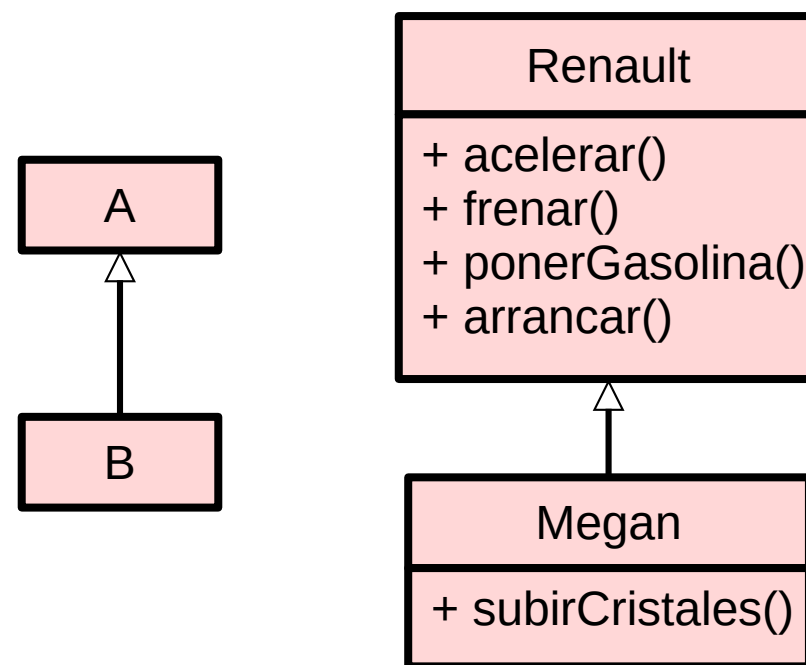 A
B
Renault
+ acelerar()
+ frenar()
+ ponerGasolina()
+ arrancar()
Megan
+ subirCristales()